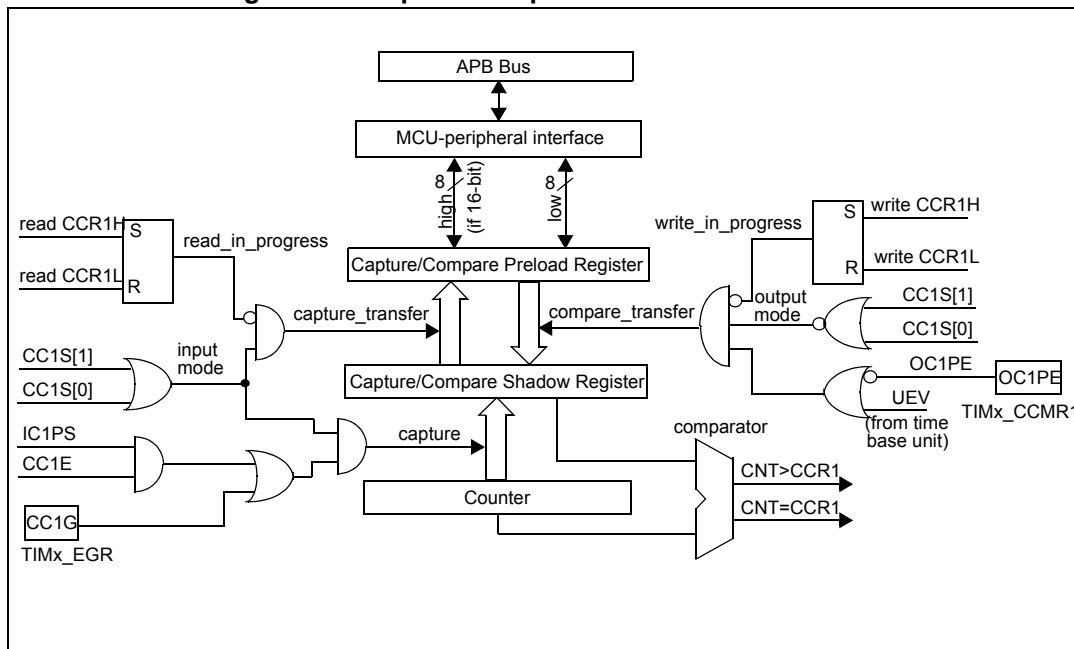 APB Bus
MCU-peripheral interface
8
high
(if 16-bit)
8
low
read CCR1H
S
read_in_progress
read CCR1L
R
write_in_progress
S
write CCR1H
R
write CCR1L
Capture/Compare Preload Register
capture_transfer
compare_transfer
output
mode
CC1S[1]
CC1S[0]
CC1S[1]
input
mode
CC1S[0]
Capture/Compare Shadow Register
OC1PE
OC1PE
UEV
TIMx_CCMR1
(from time
base unit)
IC1PS
CC1E
capture
comparator
CNT>CCR1
Counter
CNT=CCR1
CC1G
TIMx_EGR